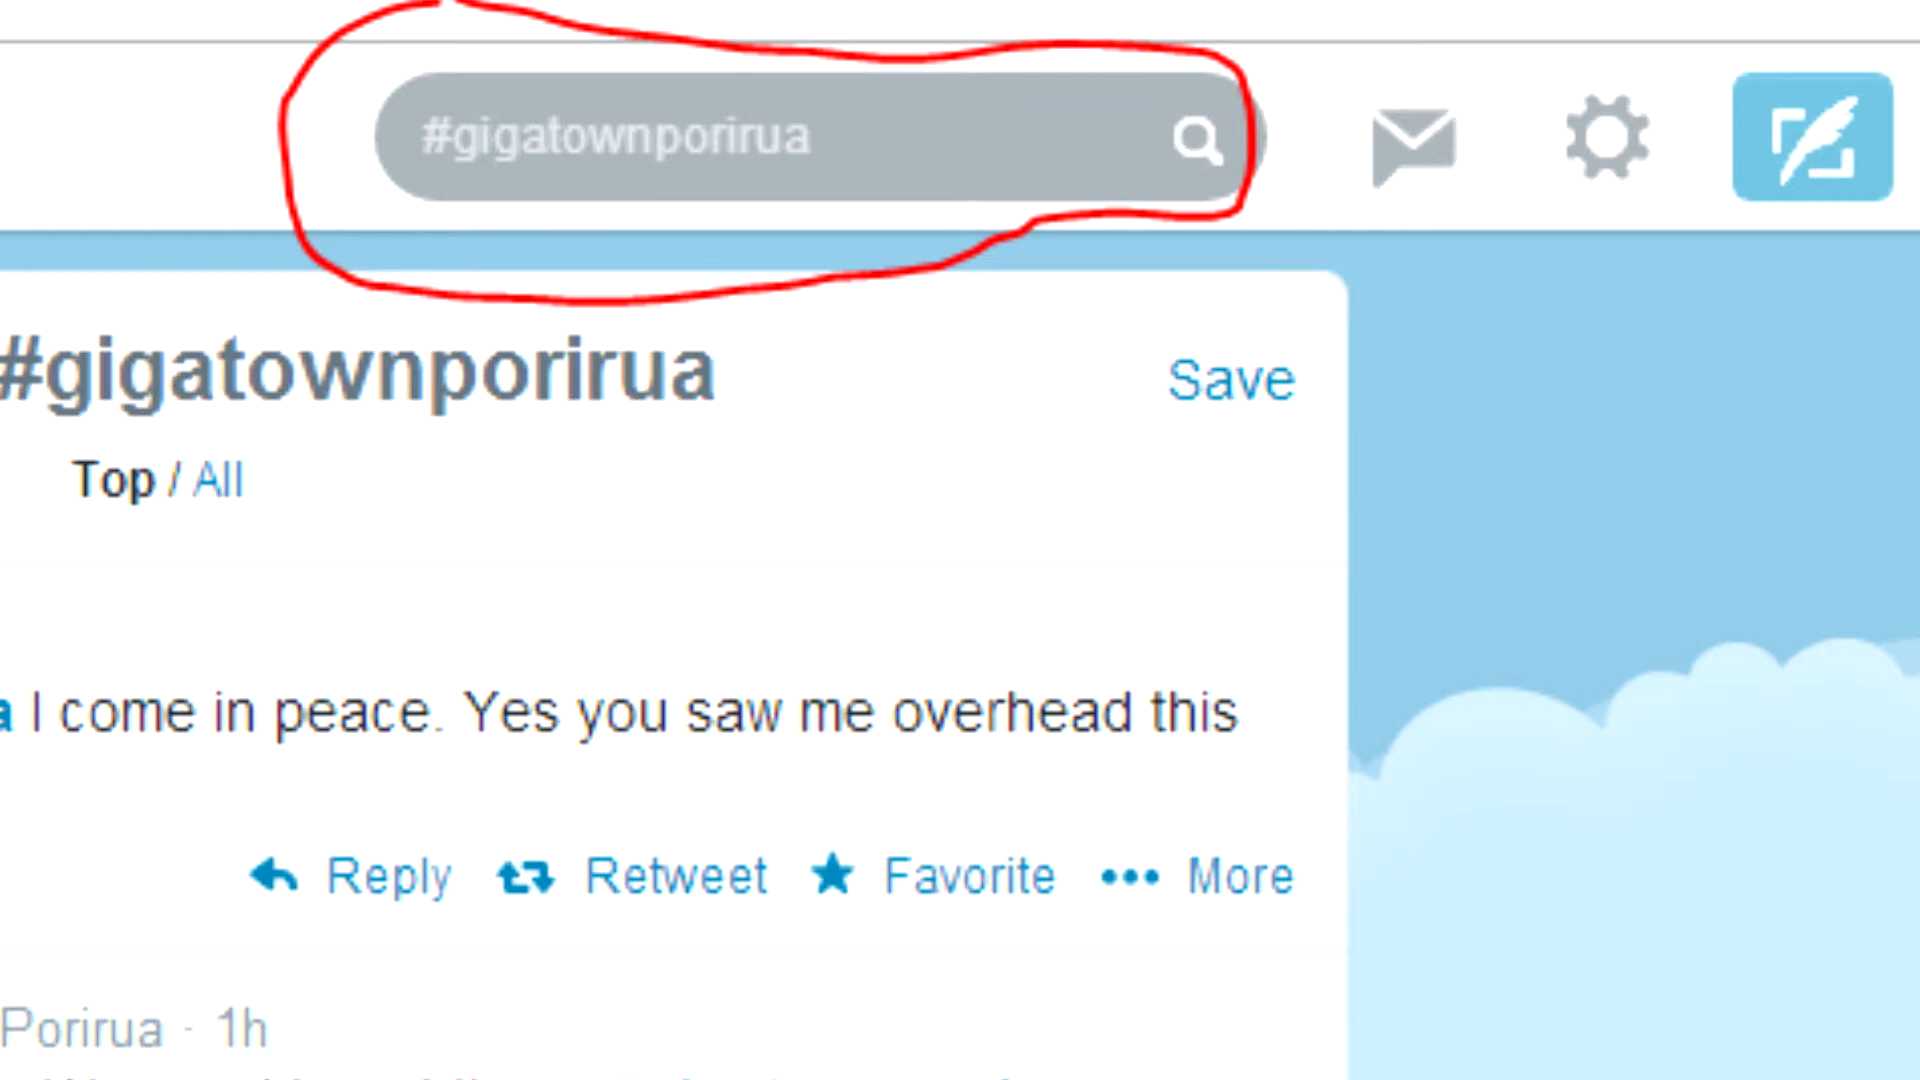 #gigatownporirua
#gigatownporirua
Save
Top / All
I come in peace. Yes you saw me overhead this
Reply Retweet Favorite More
Porirua · 1h